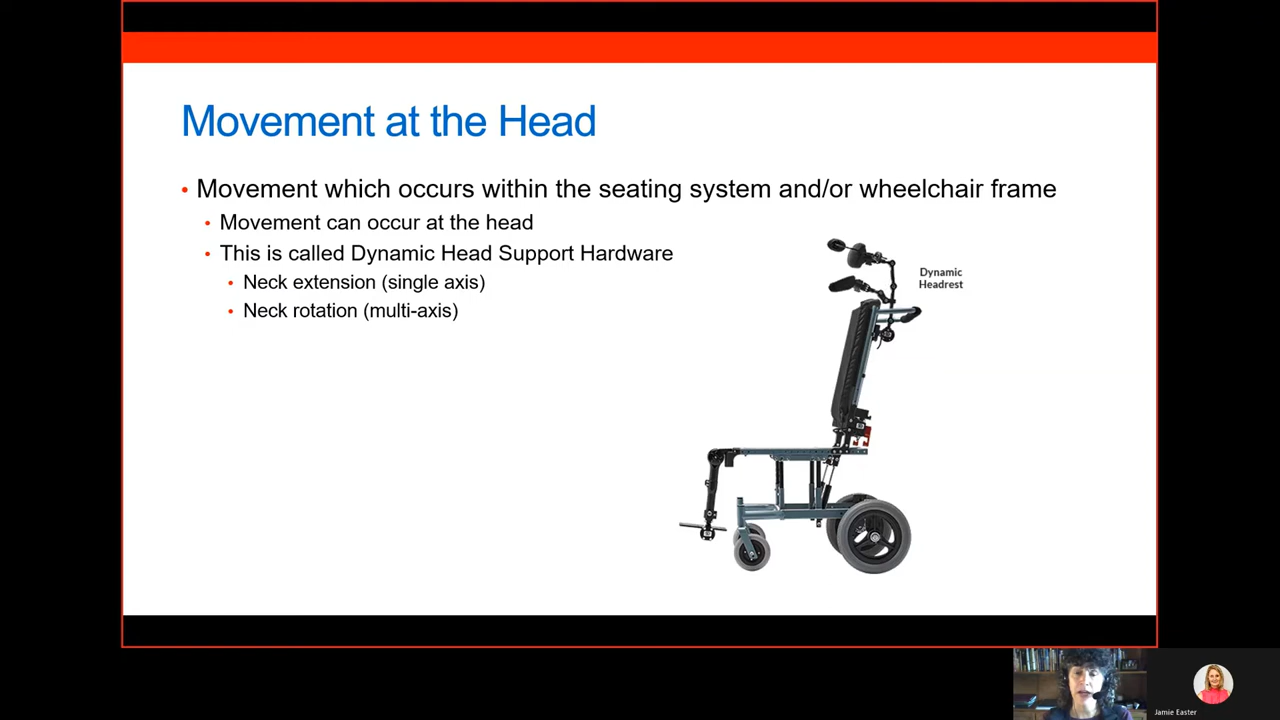 Movement at the Head
• Movement which occurs within the seating system and/or wheelchair frame
• Movement can occur at the head
• This is called Dynamic Head Support Hardware
• Neck extension (single axis)
• Neck rotation (multi-axis)
Dynamic
Headrest
Jamie Easter